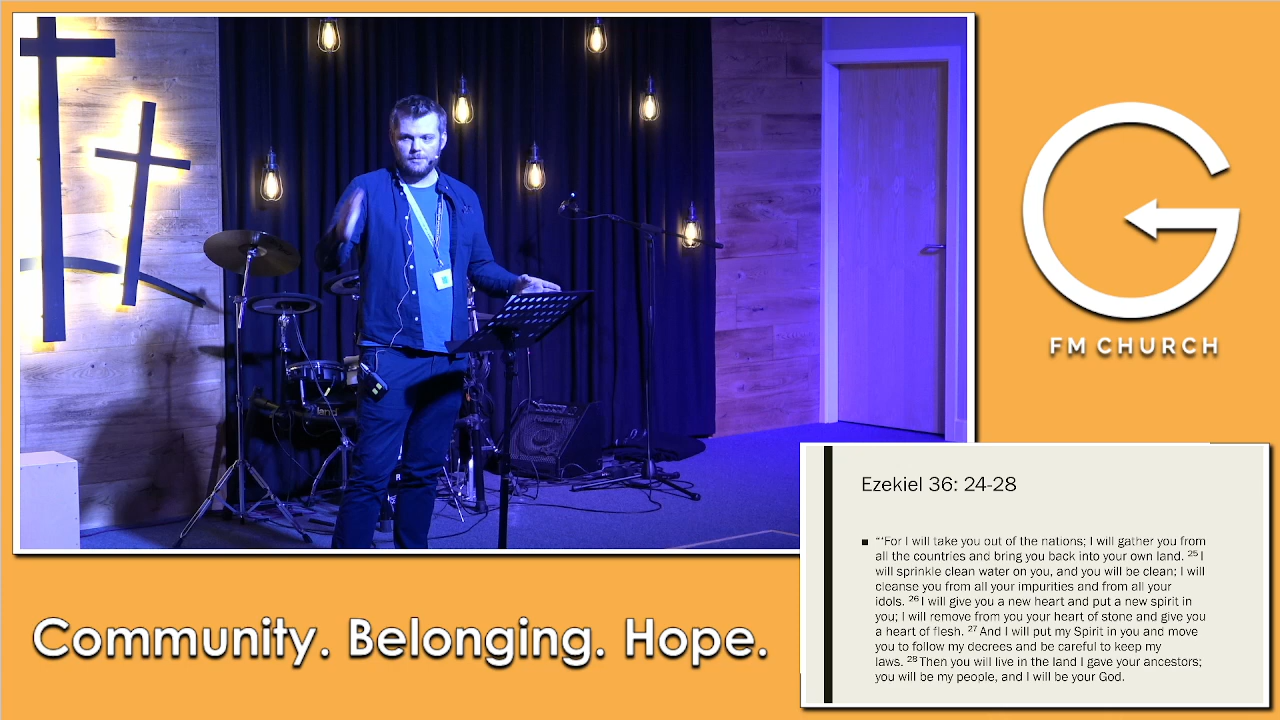 FM CHURCH
Ezekiel 36: 24-28
■ “‘For I will take you out of the nations; I will gather you from
all the countries and bring you back into your own land. 25 I
will sprinkle clean water on you, and you will be clean; I will
cleanse you from all your impurities and from all your
idols. 26 I will give you a new heart and put a new spirit in
you; I will remove from you your heart of stone and give you
a heart of flesh. 27 And I will put my Spirit in you and move
you to follow my decrees and be careful to keep my
laws. 28 Then you will live in the land I gave your ancestors;
you will be my people, and I will be your God.
Community. Belonging. Hope.